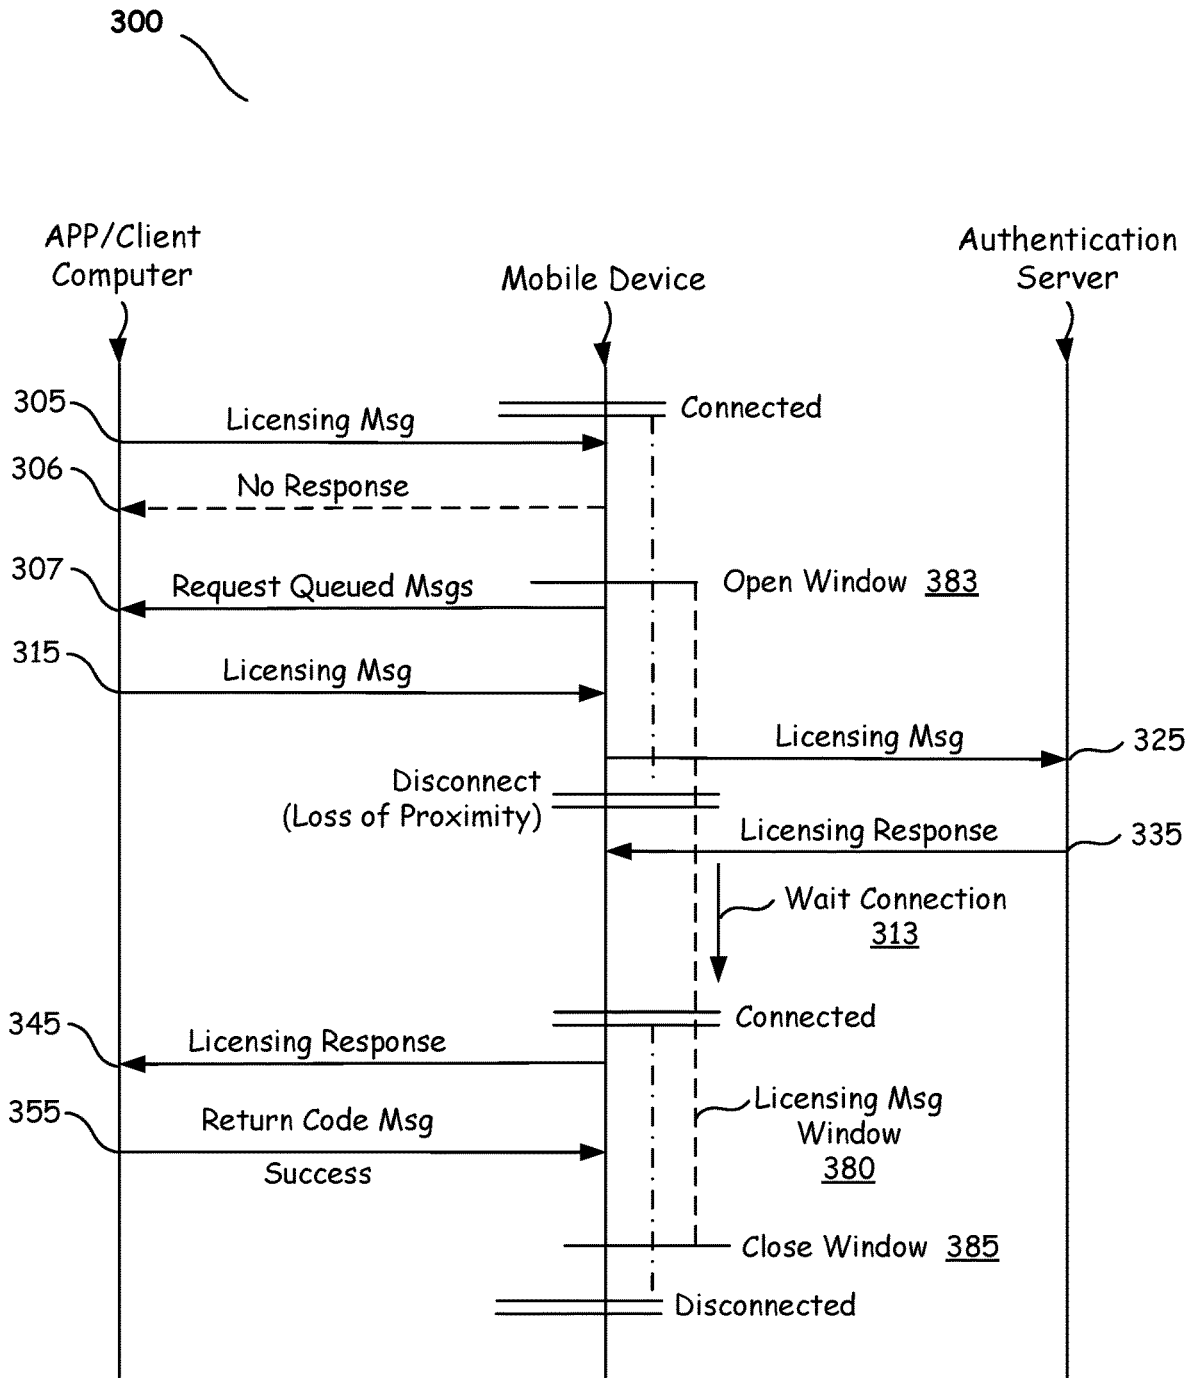 300
APP/Client
Computer
Mobile Device
Authentication
Server
305
Licensing Msg
Connected
306
No Response
307
Request Queued Msgs
Open Window 383
315
Licensing Msg
Licensing Msg
325
Disconnect
(Loss of Proximity)
Licensing Response
335
Wait Connection
313
Connected
345
Licensing Response
355
Return Code Msg
Success
Licensing Msg
Window
380
Close Window 385
Disconnected